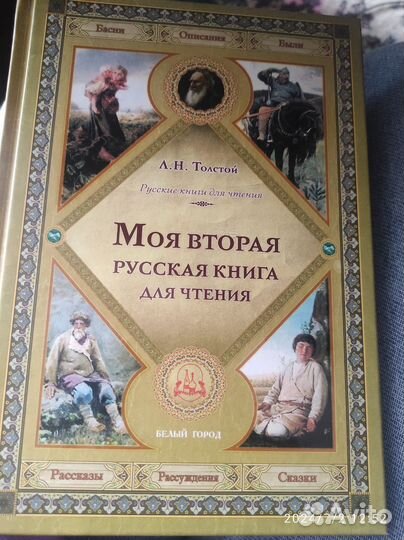 Басни Описания Были
Л.Н. Толстой
Русские книги для чтения
Моя вторая
русская книга
для чтения
БЕЛЫЙ ГОРОД
Рассказы Рассуждения Сказки
Avito